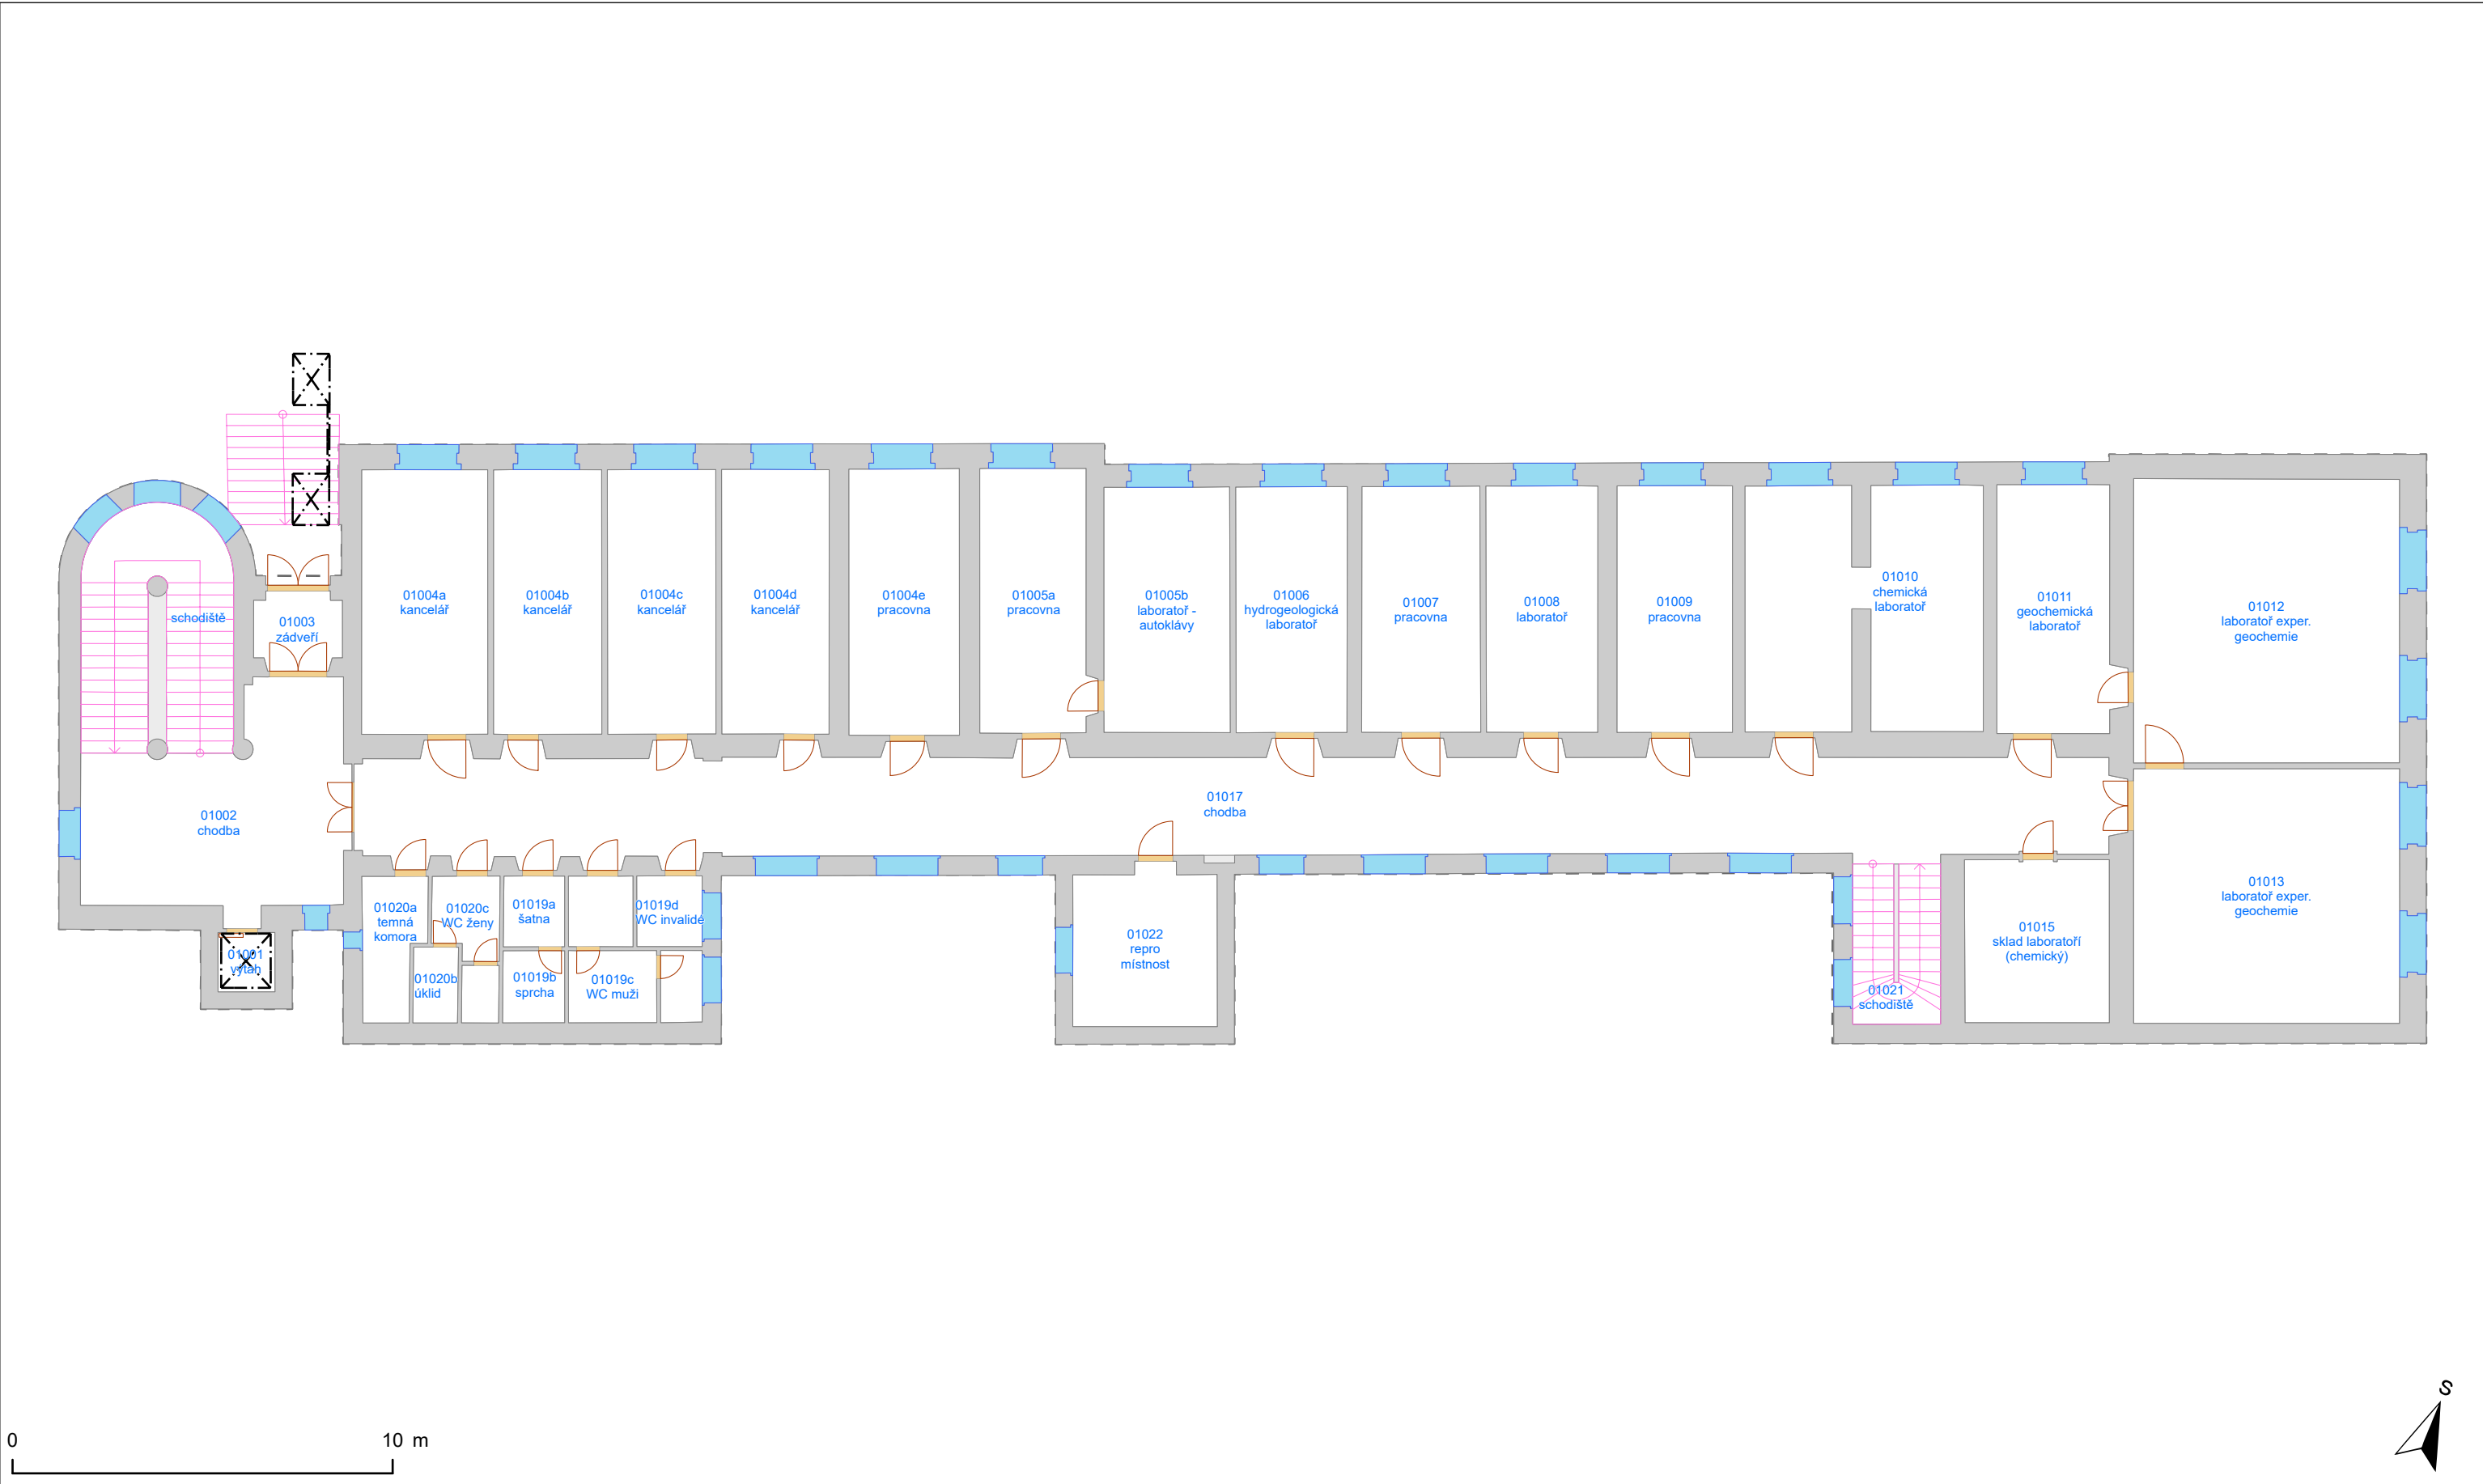 01004a
kancelář
01004b
kancelář
01004c
kancelář
01004d
kancelář
01004e
pracovna
01005a
pracovna
01005b
laboratoř -
autoklávy
01006
hydrogeologická
laboratoř
01007
pracovna
01008
laboratoř
01009
pracovna
01010
chemická
laboratoř
01011
geochemická
laboratoř
01012
laboratoř exper.
geochemie
schodiště
01003
zádveří
01002
chodba
01017
chodba
01001
výtah
01020a
temná
komora
01020c
WC ženy
01019a
šatna
01019d
WC invalidé
01020b
úklid
01019b
sprcha
01019c
WC muži
01022
repro
místnost
01021
schodiště
01015
sklad laboratoří
(chemický)
01013
laboratoř exper.
geochemie
S
0 10 m